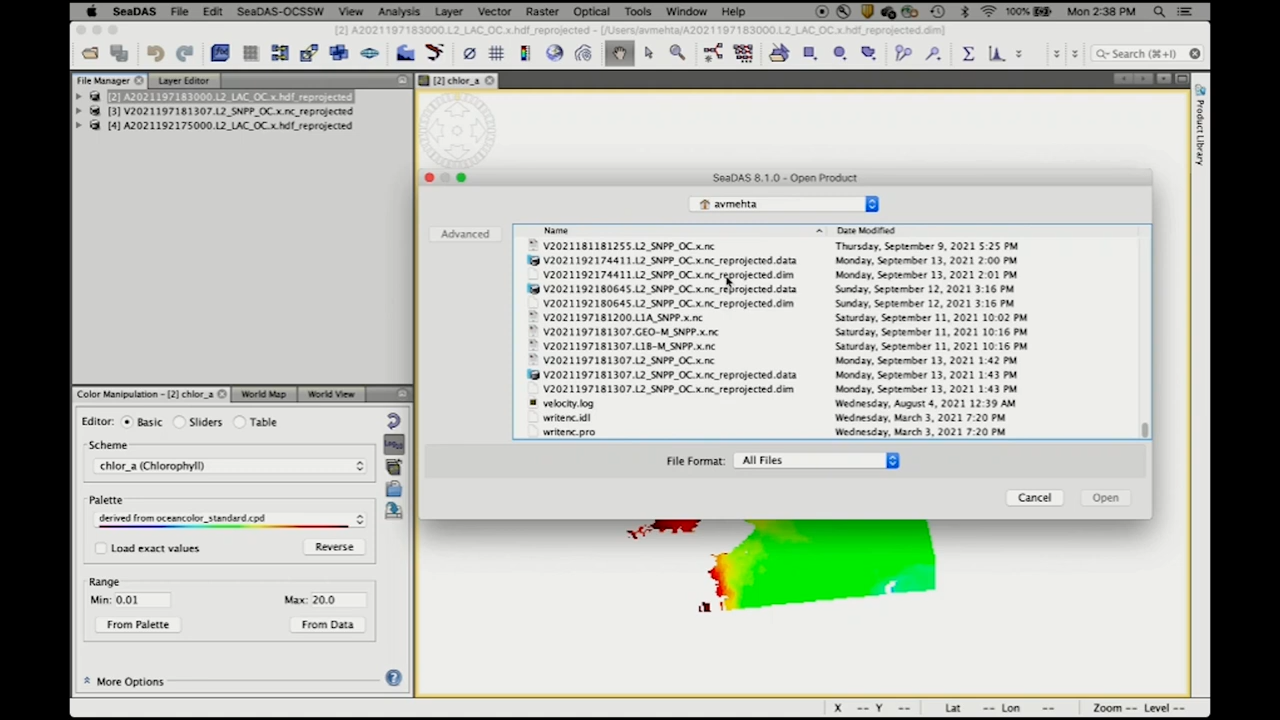 SeaDAS File Edit SeaDAS-OCSSW View Analysis Layer Vector Raster Optical Tools Window Help 100% Mon 2:38 PM
[2] A2021197183000.L2_LAC_OC.x.hdf_reprojected - [/Users/avmehta/A2021197183000.L2_LAC_OC.x.hdf_reprojected.dim]
Search (⌘+I)
File Manager Layer Editor [2] chlor_a
[2] A2021197183000.L2_LAC_OC.x.hdf_reprojected
[3] V2021197181307.L2_SNPP_OC.x.nc_reprojected
[4] A2021192175000.L2_LAC_OC.x.hdf_reprojected
Product Library
SeaDAS 8.1.0 - Open Product
avmehta
Advanced
Name Date Modified
V2021181181255.L2_SNPP_OC.x.nc Thursday, September 9, 2021 5:25 PM
V2021192174411.L2_SNPP_OC.x.nc_reprojected.data Monday, September 13, 2021 2:00 PM
V2021192174411.L2_SNPP_OC.x.nc_reprojected.dim Monday, September 13, 2021 2:01 PM
V2021192180645.L2_SNPP_OC.x.nc_reprojected.data Sunday, September 12, 2021 3:16 PM
V2021192180645.L2_SNPP_OC.x.nc_reprojected.dim Sunday, September 12, 2021 3:16 PM
V2021197181200.L1A_SNPP.x.nc Saturday, September 11, 2021 10:02 PM
V2021197181307.GEO-M_SNPP.x.nc Saturday, September 11, 2021 10:16 PM
V2021197181307.L1B-M_SNPP.x.nc Saturday, September 11, 2021 10:16 PM
V2021197181307.L2_SNPP_OC.x.nc Monday, September 13, 2021 1:42 PM
V2021197181307.L2_SNPP_OC.x.nc_reprojected.data Monday, September 13, 2021 1:43 PM
V2021197181307.L2_SNPP_OC.x.nc_reprojected.dim Monday, September 13, 2021 1:43 PM
velocity.log Wednesday, August 4, 2021 12:39 AM
writenc.idl Wednesday, March 3, 2021 7:20 PM
writenc.pro Wednesday, March 3, 2021 7:20 PM
File Format: All Files
Cancel Open
Color Manipulation - [2] chlor_a World Map World View
Editor: Basic Sliders Table
Scheme
chlor_a (Chlorophyll)
Palette
derived from oceancolor_standard.cpd
Load exact values Reverse
Range
Min: 0.01 Max: 20.0
From Palette From Data
More Options
X -- Y -- Lat -- Lon -- Zoom -- Level --